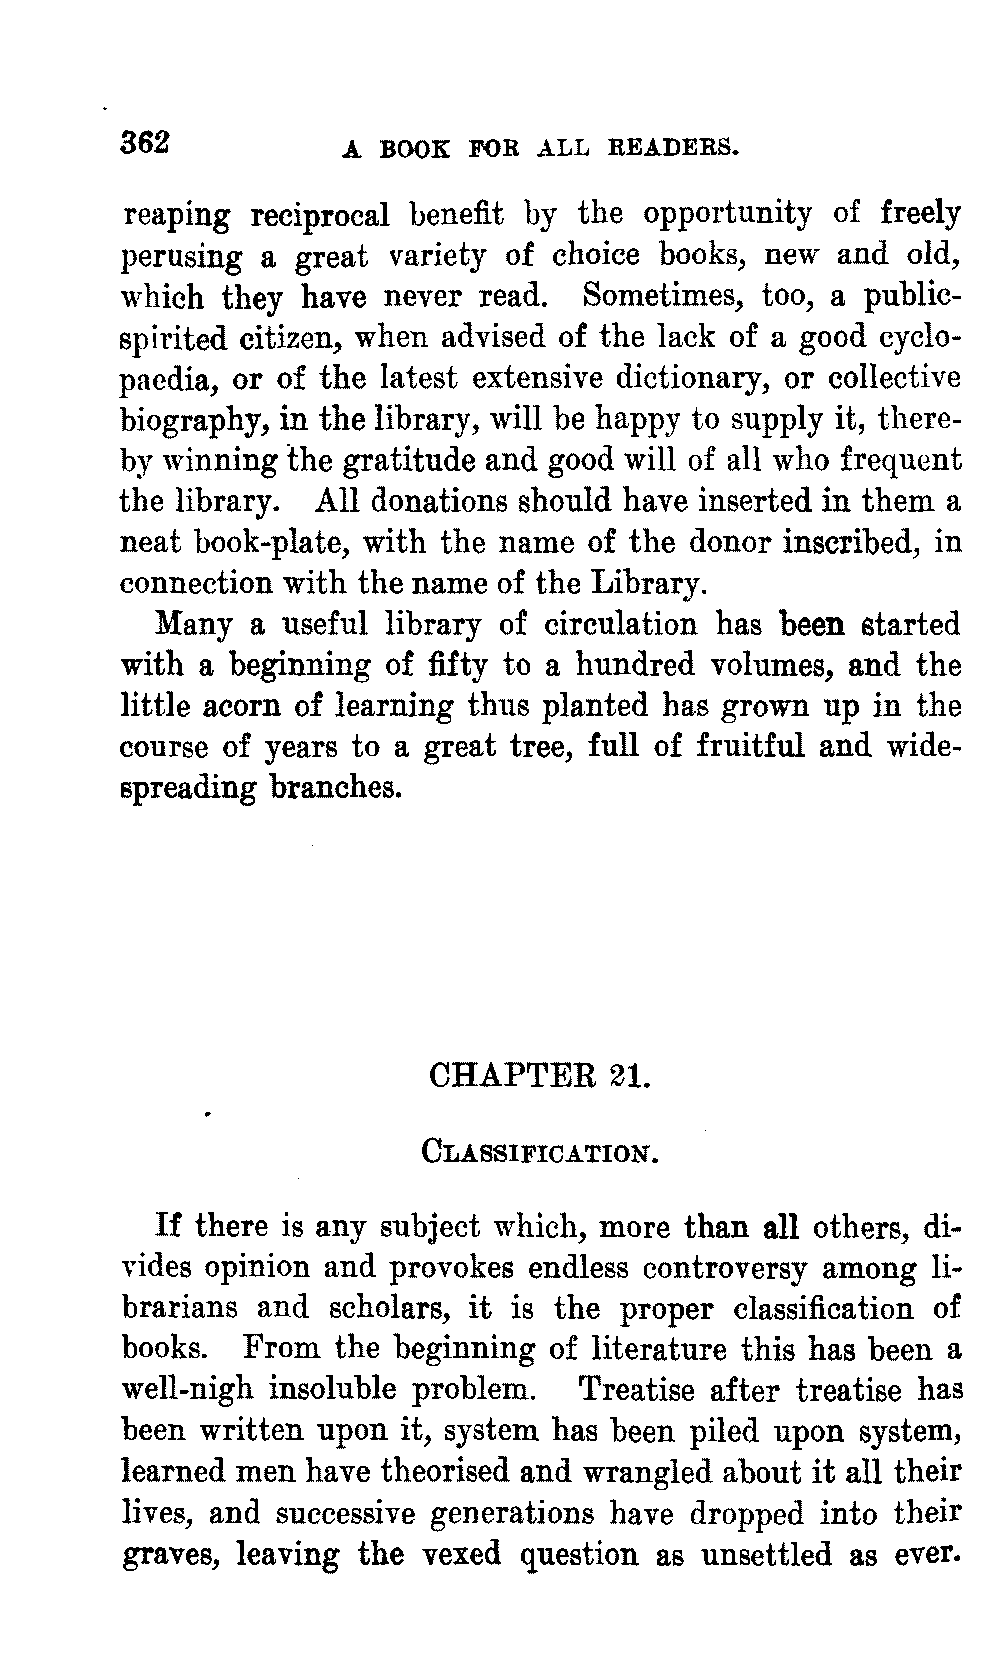 362
A BOOK FOR ALL READERS.
reaping reciprocal benefit by the opportunity of freely
perusing a great variety of choice books, new and old,
which they have never read. Sometimes, too, a public-
spirited citizen, when advised of the lack of a good cyclo-
paedia, or of the latest extensive dictionary, or collective
biography, in the library, will be happy to supply it, there-
by winning the gratitude and good will of all who frequent
the library. All donations should have inserted in them a
neat book-plate, with the name of the donor inscribed, in
connection with the name of the Library.
Many a useful library of circulation has been started
with a beginning of fifty to a hundred volumes, and the
little acorn of learning thus planted has grown up in the
course of years to a great tree, full of fruitful and wide-
spreading branches.
CHAPTER 21.
CLASSIFICATION.
If there is any subject which, more than all others, di-
vides opinion and provokes endless controversy among li-
brarians and scholars, it is the proper classification of
books. From the beginning of literature this has been a
well-nigh insoluble problem. Treatise after treatise has
been written upon it, system has been piled upon system,
learned men have theorised and wrangled about it all their
lives, and successive generations have dropped into their
graves, leaving the vexed question as unsettled as ever.